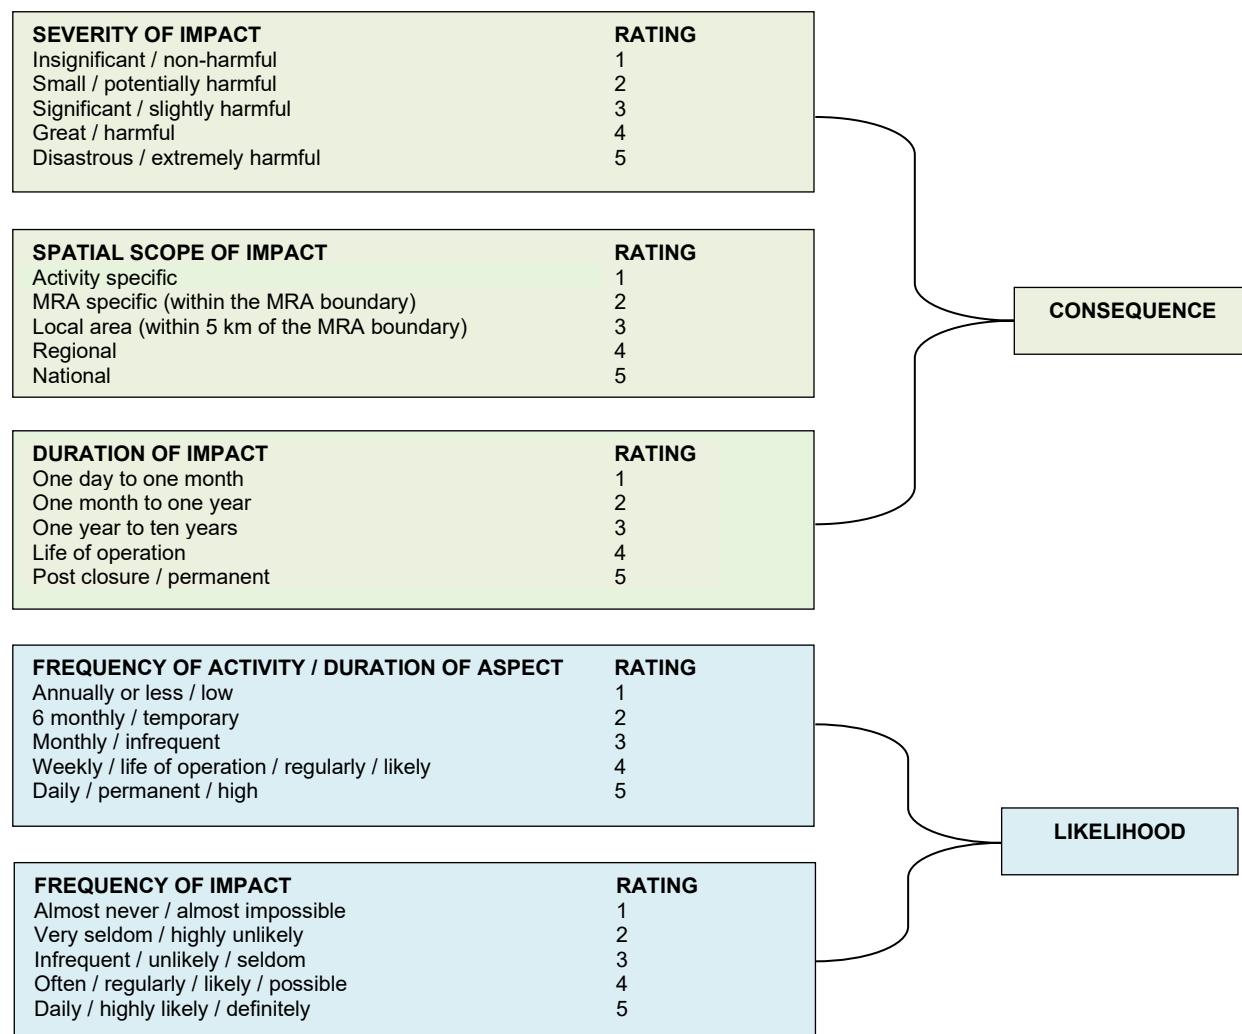 SEVERITY OF IMPACT RATING
Insignificant / non-harmful 1
Small / potentially harmful 2
Significant / slightly harmful 3
Great / harmful 4
Disastrous / extremely harmful 5
SPATIAL SCOPE OF IMPACT RATING
Activity specific 1
MRA specific (within the MRA boundary) 2
Local area (within 5 km of the MRA boundary) 3
Regional 4
National 5
CONSEQUENCE
DURATION OF IMPACT RATING
One day to one month 1
One month to one year 2
One year to ten years 3
Life of operation 4
Post closure / permanent 5
FREQUENCY OF ACTIVITY / DURATION OF ASPECT RATING
Annually or less / low 1
6 monthly / temporary 2
Monthly / infrequent 3
Weekly / life of operation / regularly / likely 4
Daily / permanent / high 5
LIKELIHOOD
FREQUENCY OF IMPACT RATING
Almost never / almost impossible 1
Very seldom / highly unlikely 2
Infrequent / unlikely / seldom 3
Often / regularly / likely / possible 4
Daily / highly likely / definitely 5